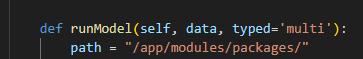 def runModel(self, data, typed='multi'):
path = "/app/modules/packages/"